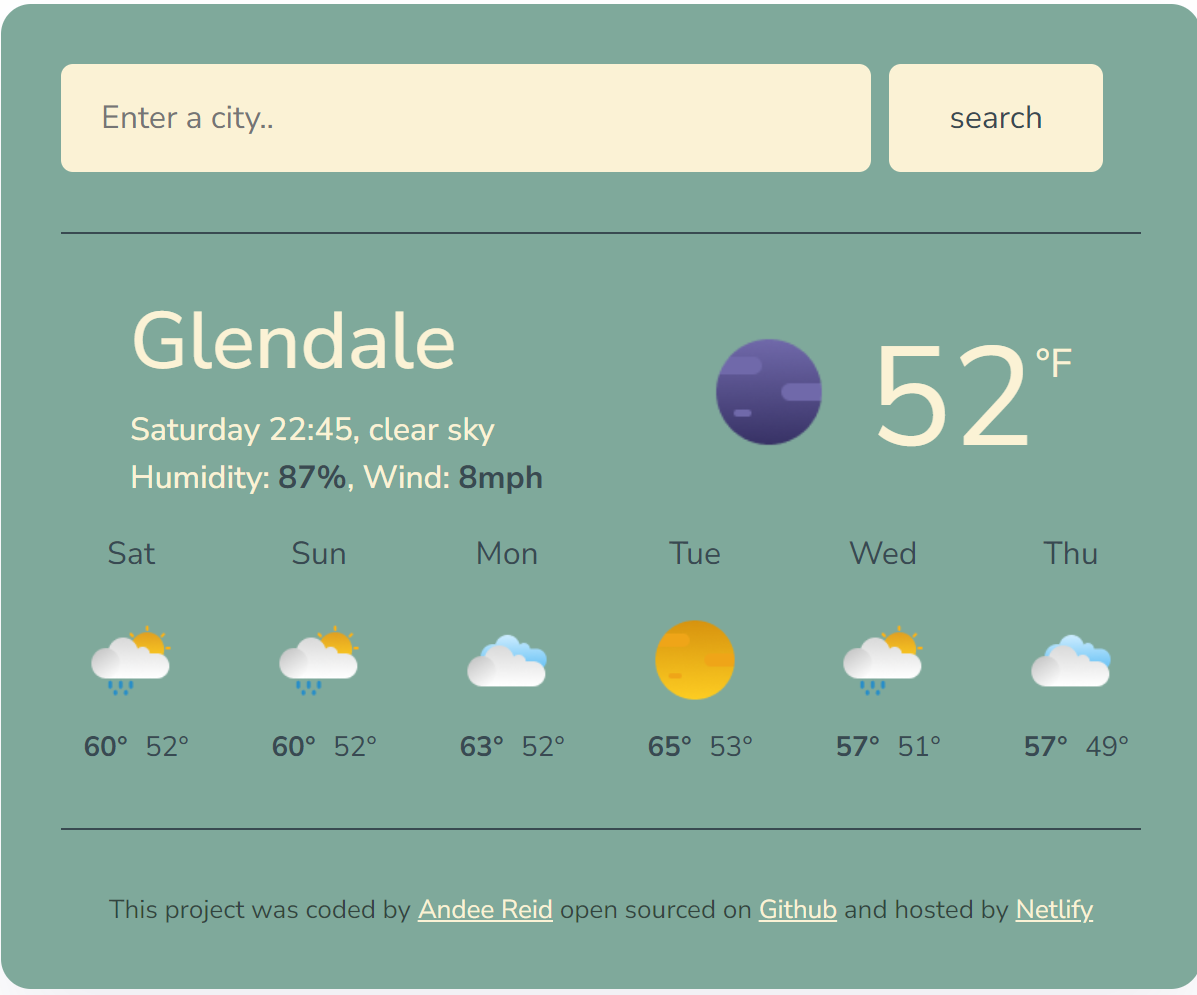 Enter a city..
search
Glendale
52°F
Saturday 22:45, clear sky
Humidity: 87%, Wind: 8mph
Sat Sun Mon Tue Wed Thu
60° 52° 60° 52° 63° 52° 65° 53° 57° 51° 57° 49°
This project was coded by Andee Reid open sourced on Github and hosted by Netlify